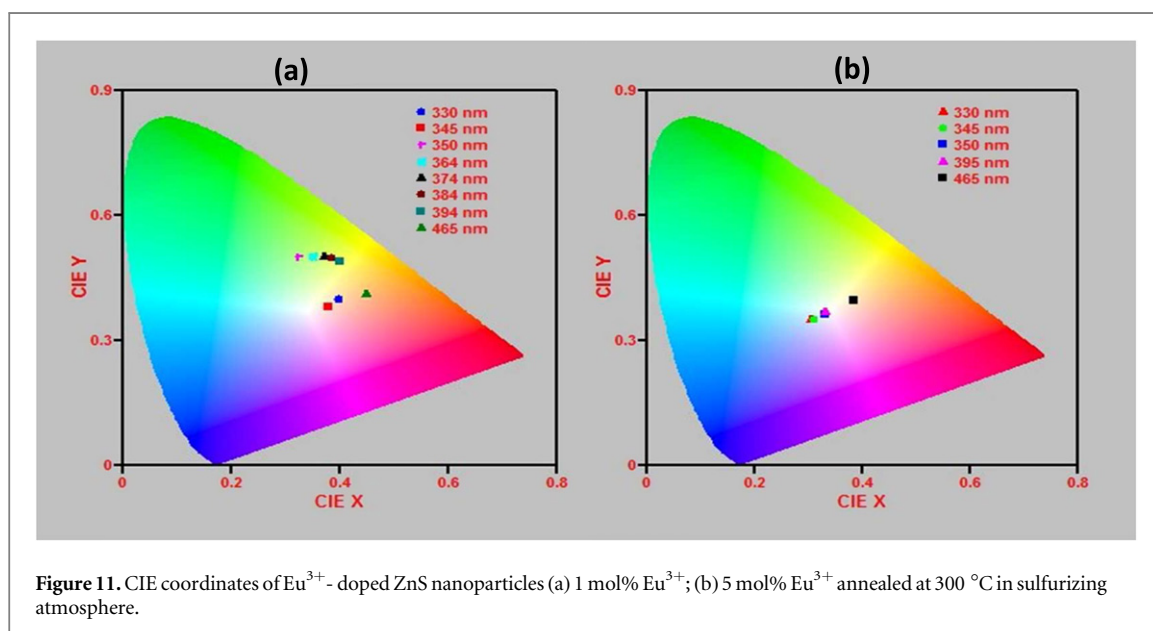 (a)
0.9
0.6
0.3
0
0
0.2
0.4
0.6
0.8
CIE Y
CIE X
330 nm
345 nm
350 nm
364 nm
374 nm
384 nm
394 nm
465 nm
(b)
0.9
0.6
0.3
0
0
0.2
0.4
0.6
0.8
CIE Y
CIE X
330 nm
345 nm
350 nm
395 nm
465 nm
Figure 11. CIE coordinates of Eu³⁺- doped ZnS nanoparticles (a) 1 mol% Eu³⁺; (b) 5 mol% Eu³⁺ annealed at 300 °C in sulfurizing
atmosphere.